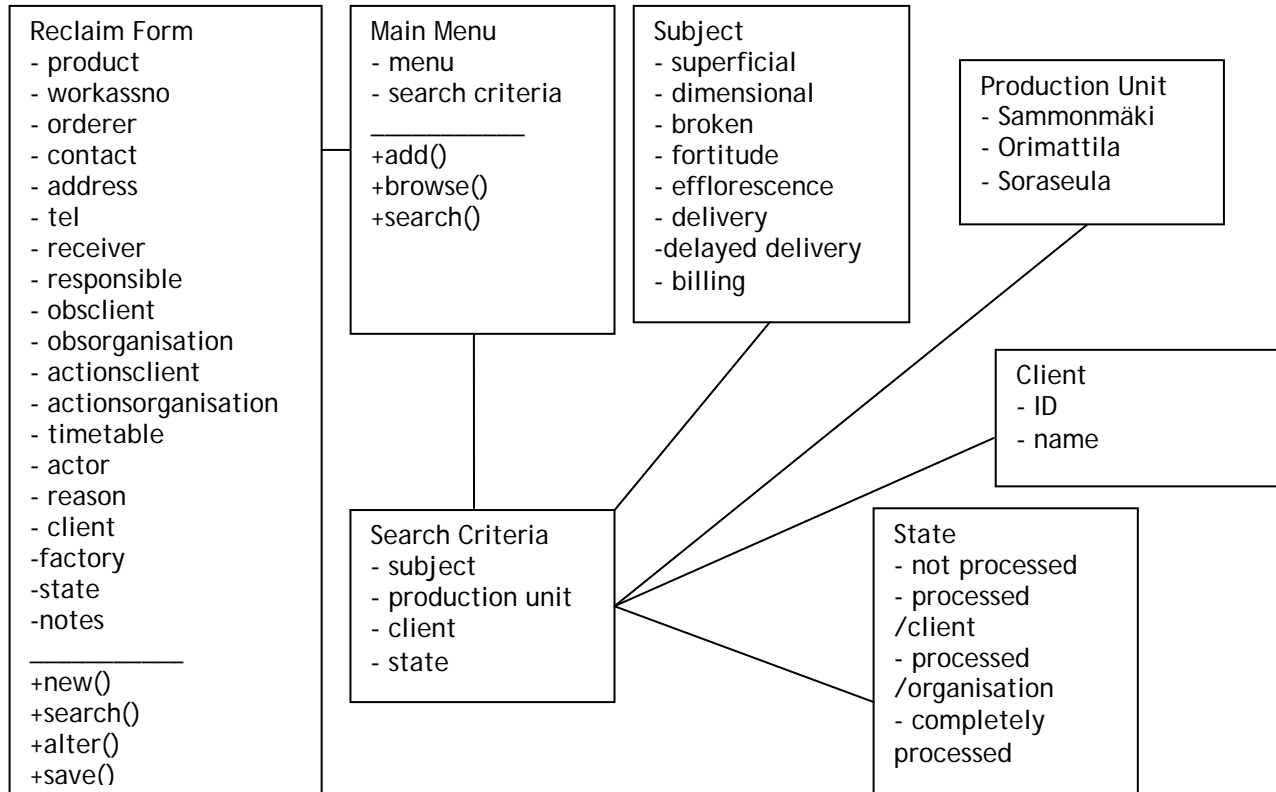 Reclaim Form
- product
- workassno
- orderer
- contact
- address
- tel
- receiver
- responsible
- obsclient
- obsorganisation
- actionsclient
- actionsorganisation
- timetable
- actor
- reason
- client
-factory
-state
-notes
___________
+new()
+search()
+alter()
+save()
Main Menu
- menu
- search criteria
___________
+add()
+browse()
+search()
Subject
- superficial
- dimensional
- broken
- fortitude
- efflorescence
- delivery
-delayed delivery
- billing
Production Unit
- Sammonmäki
- Orimattila
- Soraseula
Client
- ID
- name
Search Criteria
- subject
- production unit
- client
- state
State
- not processed
- processed
/client
- processed
/organisation
- completely
processed